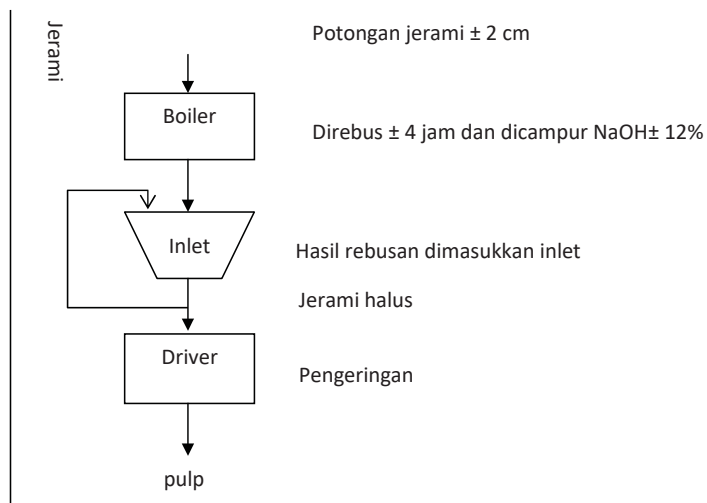 Jerami
Potongan jerami ± 2 cm
Boiler
Direbus ± 4 jam dan dicampur NaOH± 12%
Inlet
Hasil rebusan dimasukkan inlet
Jerami halus
Driver
Pengeringan
pulp